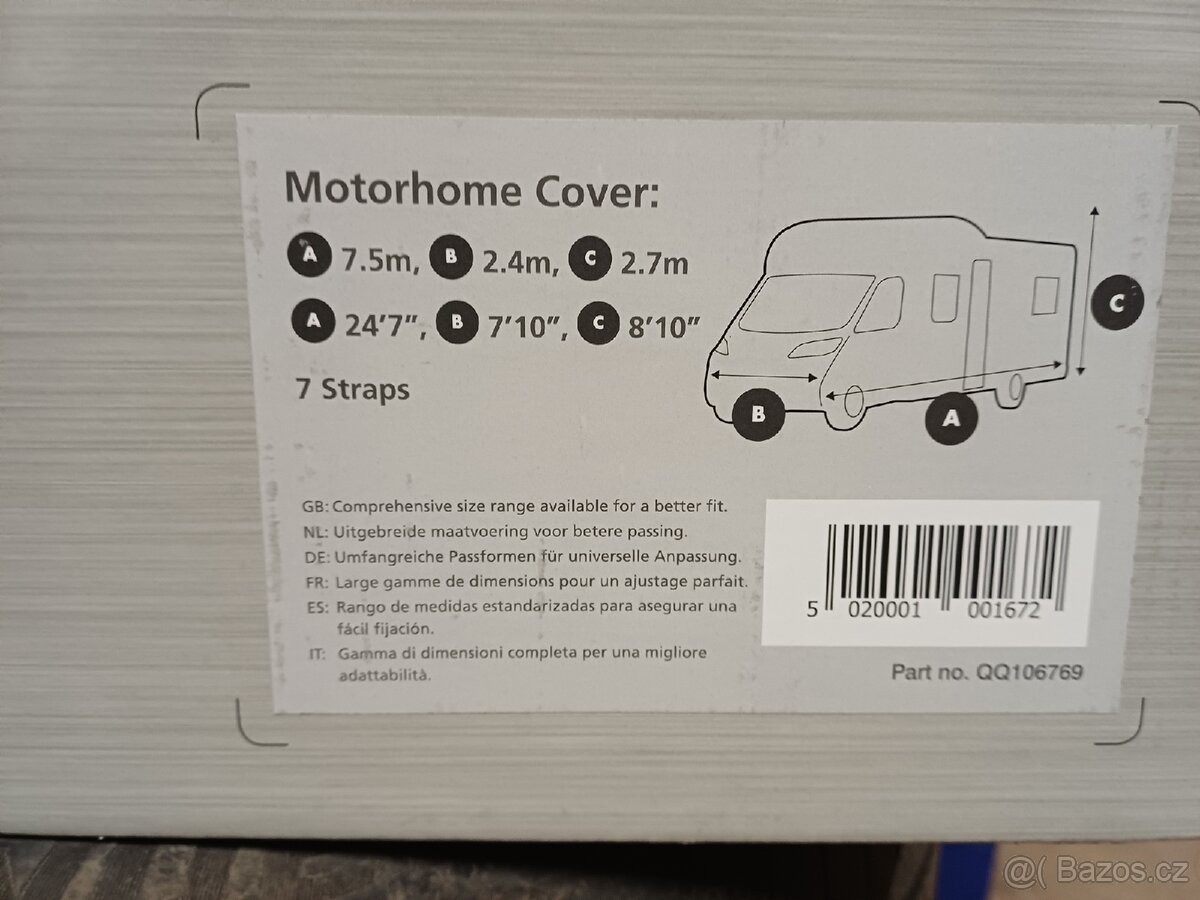 Motorhome Cover:
A 7.5m, B 2.4m, C 2.7m
A 24'7", B 7'10", C 8'10"
7 Straps
C
B
A
GB: Comprehensive size range available for a better fit.
NL: Uitgebreide maatvoering voor betere passing.
DE: Umfangreiche Passformen für universelle Anpassung.
FR: Large gamme de dimensions pour un ajustage parfait.
ES: Rango de medidas estandarizadas para asegurar una
fácil fijación.
IT: Gamma di dimensioni completa per una migliore
adattabilità.
5 020001 001672
Part no. QQ106769
@( Bazos.cz